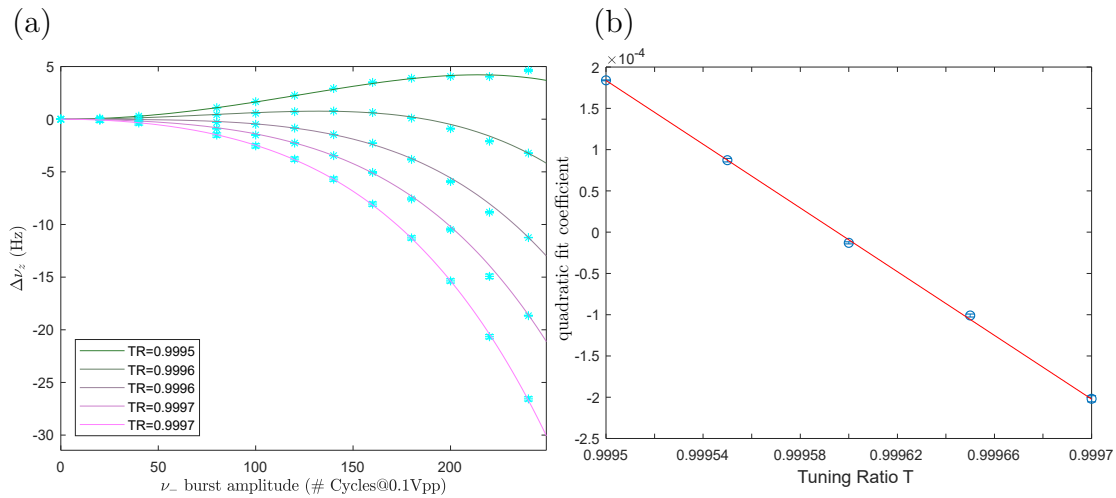 (a)
Δν_z (Hz)
5
0
-5
-10
-15
-20
-25
-30
0
50
100
150
200
TR=0.9995
TR=0.9996
TR=0.9996
TR=0.9997
TR=0.9997
ν_− burst amplitude (# Cycles@0.1Vpp)
(b)
×10⁻⁴
quadratic fit coefficient
2
1.5
1
0.5
0
-0.5
-1
-1.5
-2
-2.5
0.9995
0.99954
0.99958
0.99962
0.99966
0.9997
Tuning Ratio T